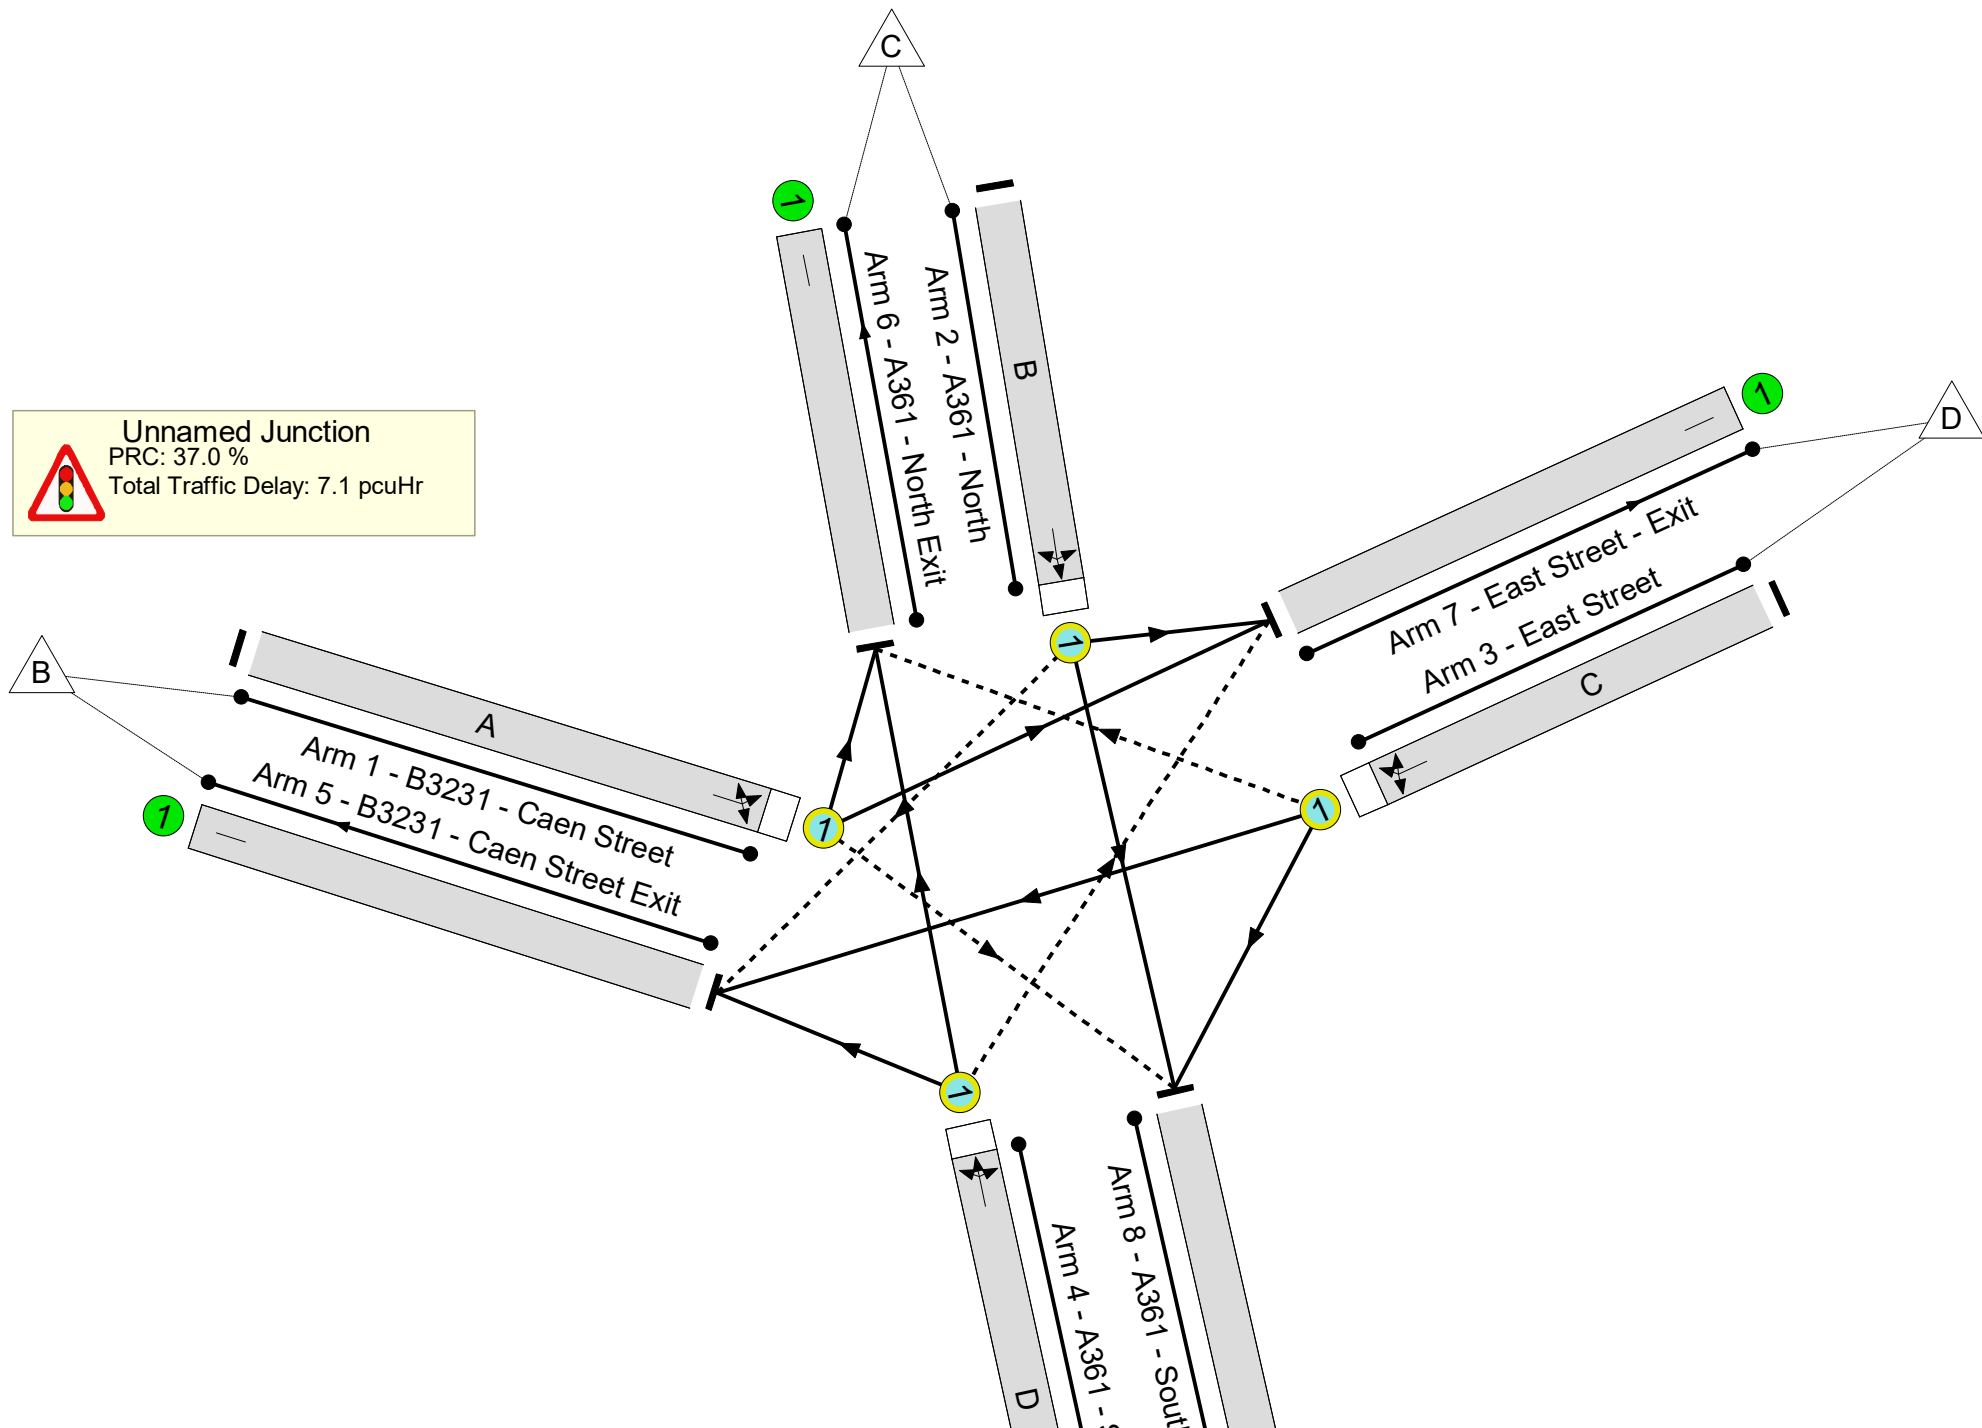 C
1
Arm 6 - A361 - North Exit
Arm 2 - A361 - North
B
1
D
Arm 7 - East Street - Exit
Arm 3 - East Street
C
Unnamed Junction
PRC: 37.0 %
Total Traffic Delay: 7.1 pcuHr
B
A
Arm 1 - B3231 - Caen Street
Arm 5 - B3231 - Caen Street Exit
1
1
1
1
1
Arm 4 - A361 -
Arm 8 - A361 - Sout
D